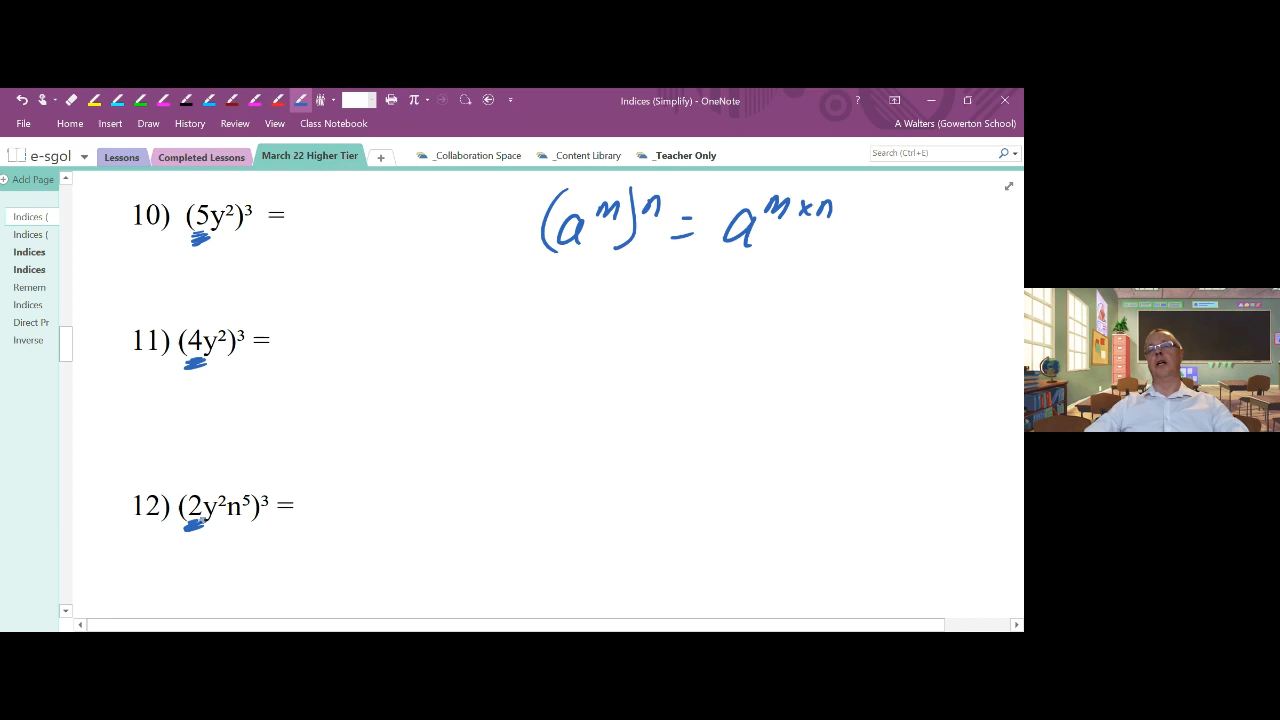 Indices (Simplify) - OneNote
File Home Insert Draw History Review View Class Notebook
A Walters (Gowerton School)
e-sgol Lessons Completed Lessons March 22 Higher Tier _Collaboration Space _Content Library _Teacher Only Search (Ctrl+E)
Add Page
Indices (
Indices (
Indices
Indices
Remem
Indices
Direct Pr
Inverse
10) (5y²)³ = (aᵐ)ⁿ = aᵐˣⁿ
11) (4y²)³ =
12) (2y²n⁵)³ =